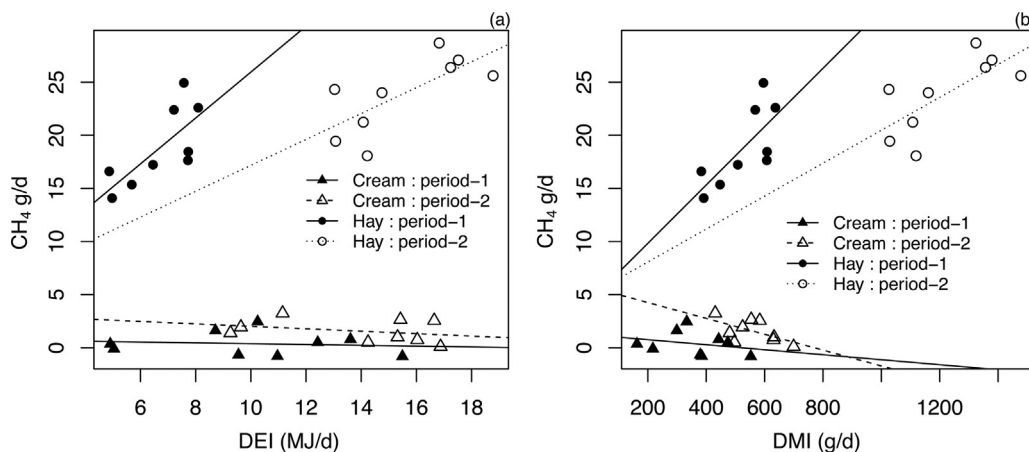 (a)
CH4 g/d
25
20
15
10
5
0
Cream : period−1
Cream : period−2
Hay : period−1
Hay : period−2
6 8 10 12 14 16 18
DEI (MJ/d)
(b)
CH4 g/d
25
20
15
10
5
0
Cream : period−1
Cream : period−2
Hay : period−1
Hay : period−2
200 400 600 800 1200
DMI (g/d)